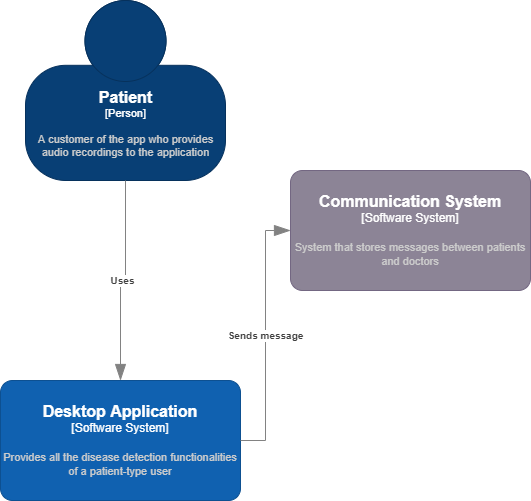 Patient
[Person]
A customer of the app who provides
audio recordings to the application
Communication System
[Software System]
System that stores messages between patients
and doctors
Uses
Sends message
Desktop Application
[Software System]
Provides all the disease detection functionalities
of a patient-type user